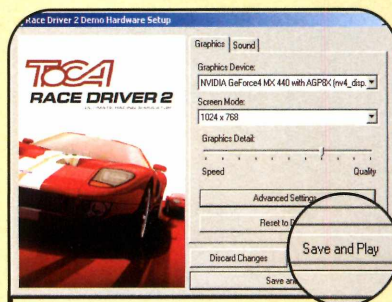 Race Driver 2 Demo Hardware Setup
Graphics
Sound
Graphics Device:
NVIDIA GeForce4 MX 440 with AGP8X (nv4_disp.
TOCA
RACE DRIVER 2
Screen Mode:
1024 x 768
Graphics Detail:
Speed
Quality
Advanced Settings
Reset to D
Discard Changes
Save and Play
Save an